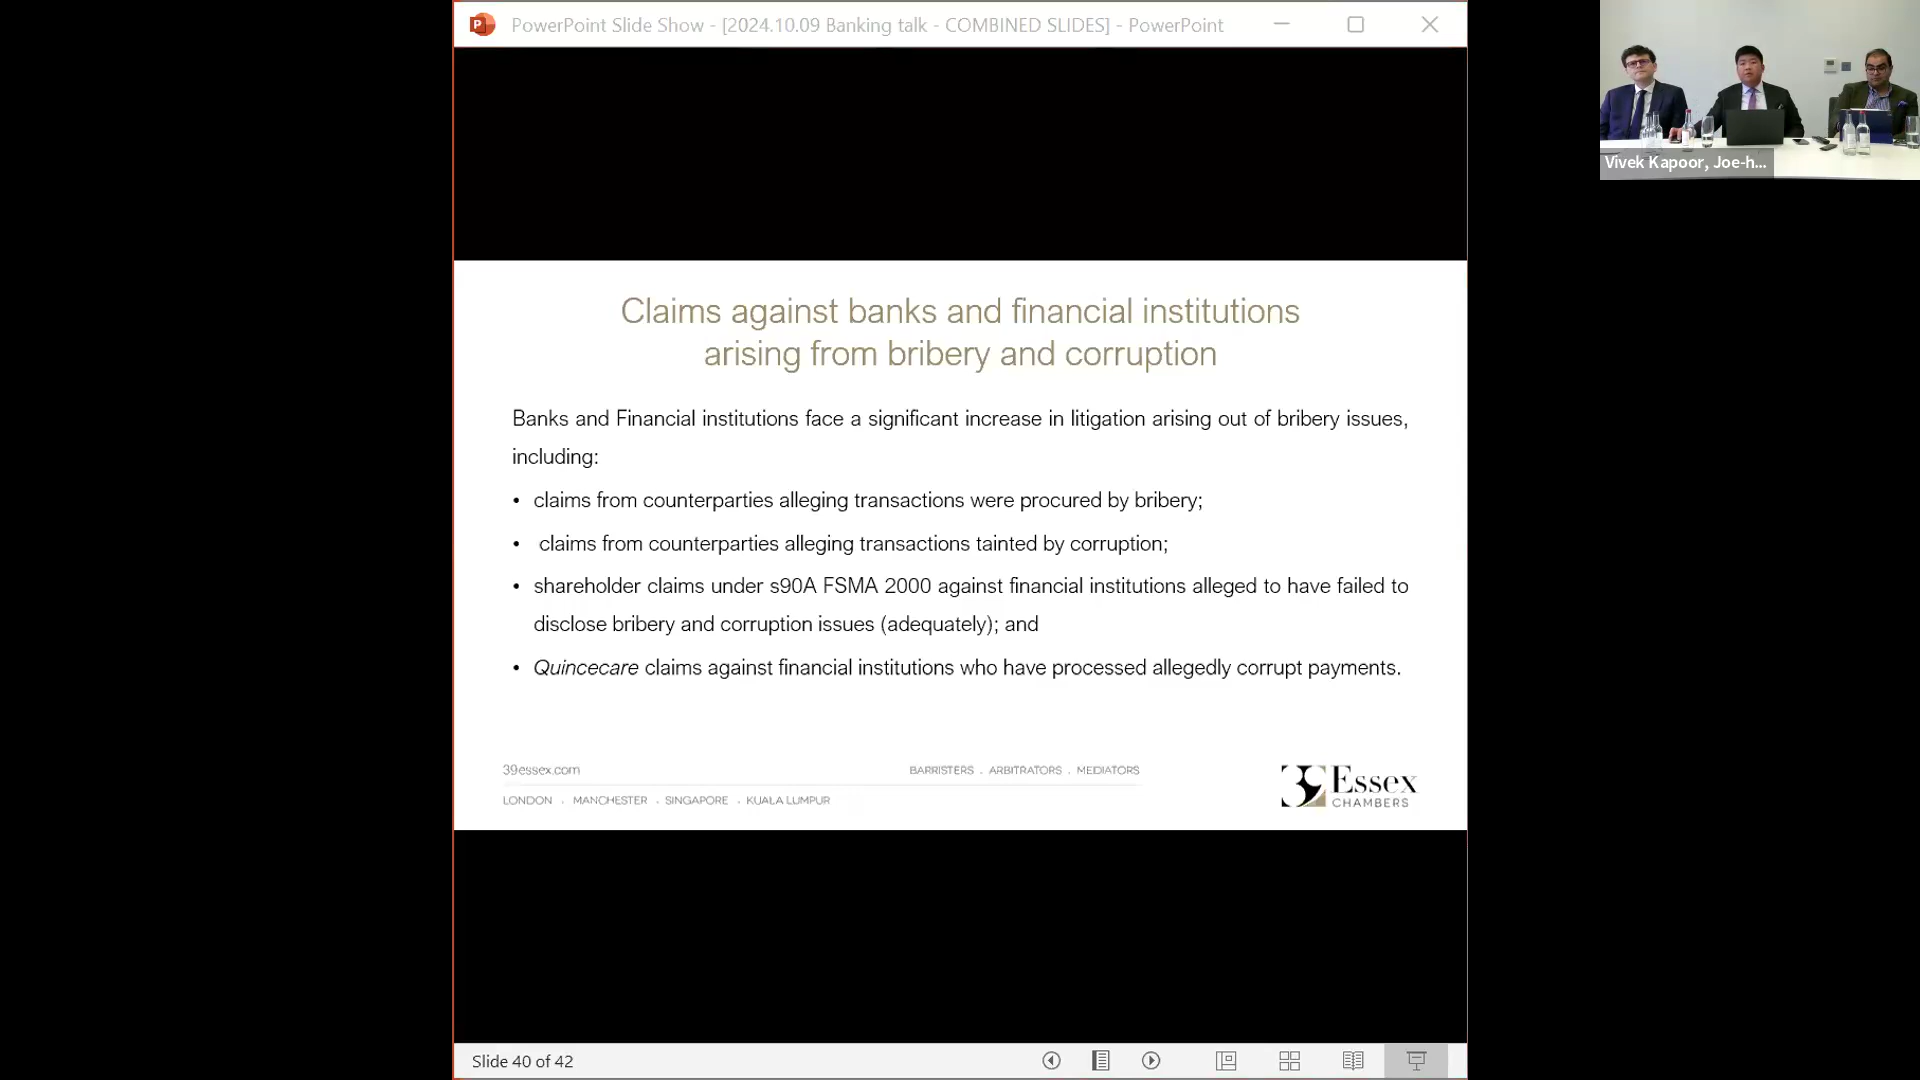 PowerPoint Slide Show - [2024.10.09 Banking talk - COMBINED SLIDES] - PowerPoint
Vivek Kapoor, Joe-h...
Claims against banks and financial institutions
arising from bribery and corruption
Banks and Financial institutions face a significant increase in litigation arising out of bribery issues,
including:
• claims from counterparties alleging transactions were procured by bribery;
• claims from counterparties alleging transactions tainted by corruption;
• shareholder claims under s90A FSMA 2000 against financial institutions alleged to have failed to
disclose bribery and corruption issues (adequately); and
• Quincecare claims against financial institutions who have processed allegedly corrupt payments.
39essex.com
BARRISTERS . ARBITRATORS . MEDIATORS
LONDON . MANCHESTER . SINGAPORE . KUALA LUMPUR
39 Essex
CHAMBERS
Slide 40 of 42